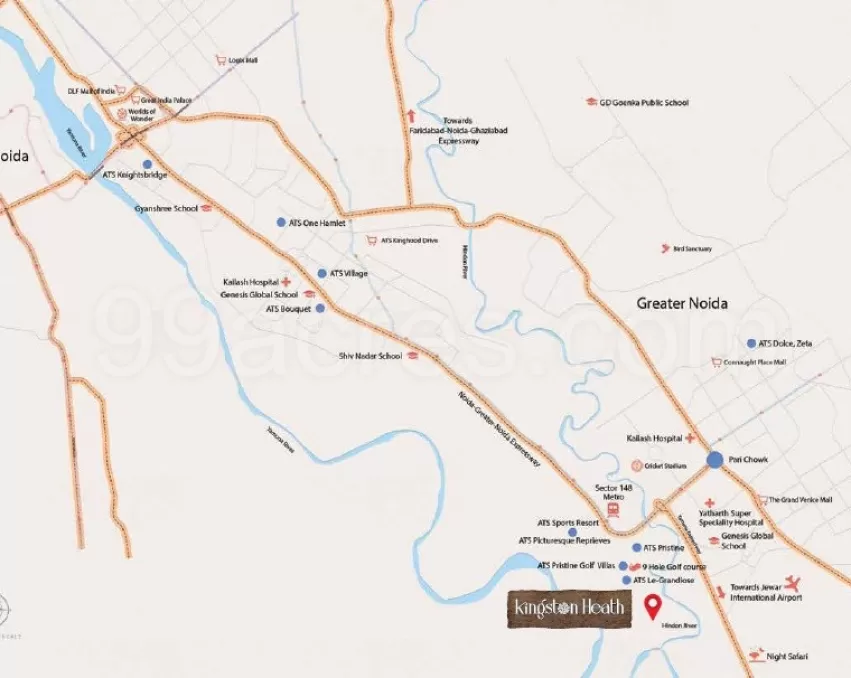 Logix Mall
DLF Mall of India
Great India Palace
Worlds of
Wonder
GD Goenka Public School
Towards
Faridabad-Noida-Ghaziabad
Expressway
oida
Yamuna River
ATS Keightsbridge
Gyanshree School
ATS One Hamlet
ATS Kinghood Drive
Hindon River
Bird Sanctuary
ATS Village
Kailash Hospital
Genesis Global School
ATS Bouquet
Greater Noida
99acres.com
ATS Dolce, Zeta
Shiv Nadar School
Connaught Place Mall
Noida-Greater-Noida Expressway
Yamuna River
Kailash Hospital
Pari Chowk
Cricket Stadium
Sector 148
Metro
The Grand Venice Mall
Yatharth Super
Speciality Hospital
ATS Sports Resort
ATS Picturesque Reprieves
Genesis Global
School
ATS Pristine
ATS Pristine Golf Villas
9 Hole Golf course
ATS Le-Grandiose
Towards Jewar
International Airport
Kingston Heath
Hindon River
Night Safari